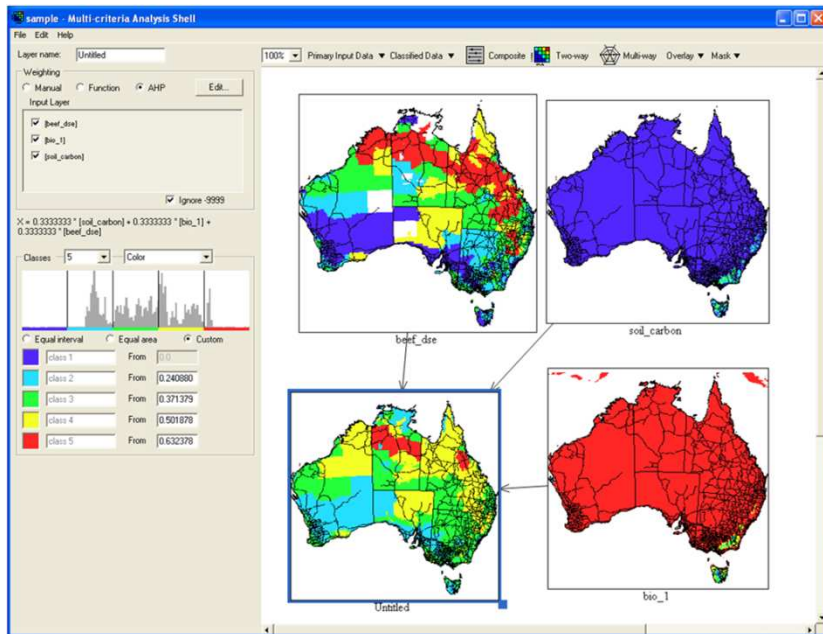 sample - Multi-criteria Analysis Shell
File Edit Help
Layer name: Untitled
100% Primary Input Data Classified Data Composite Two-way Multi-way Overlay Mask
Weighting
Manual Function AHP Edit...
Input Layer
[beef_dse]
[bio_1]
[soil_carbon]
Ignore -9999
X = 0.3333333 * [soil_carbon] + 0.3333333 * [bio_1] +
0.3333333 * [beef_dse]
Classes 5 Color
Equal interval Equal area Custom
class 1 From 0.0
class 2 From 0.240880
class 3 From 0.371379
class 4 From 0.501878
class 5 From 0.632378
beef_dse
soil_carbon
Untitled
bio_1